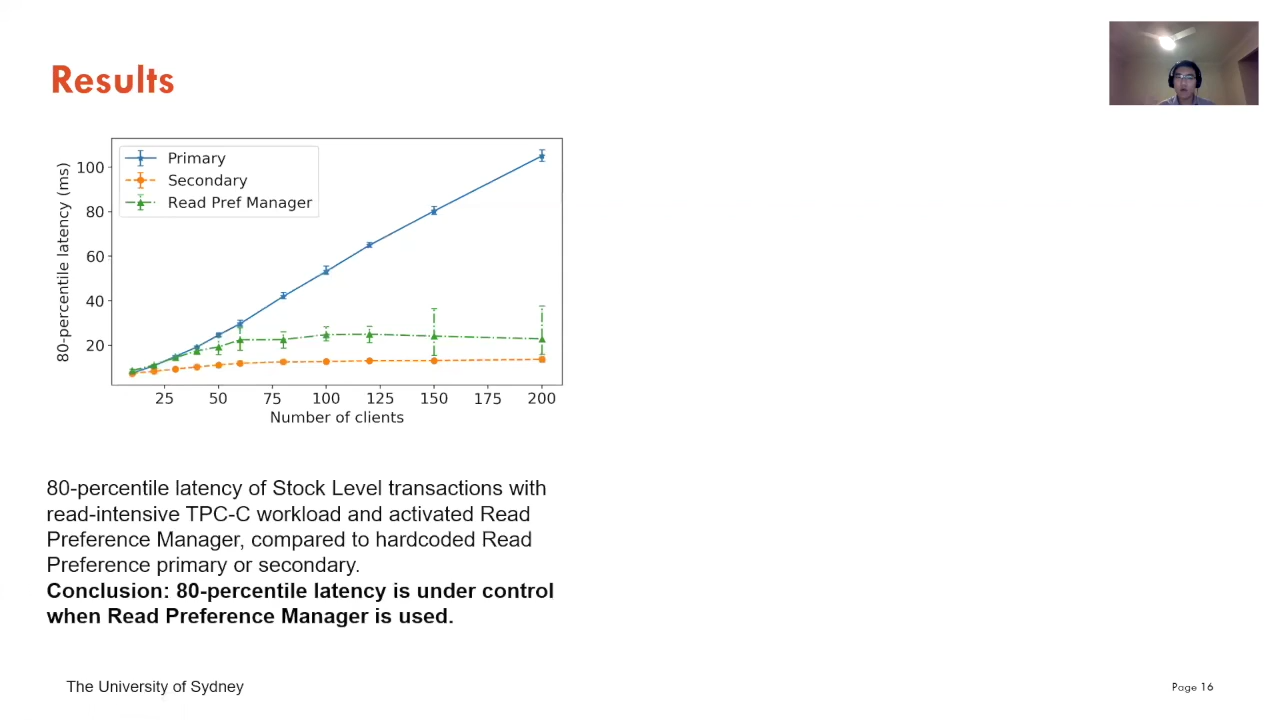 Results
Primary
Secondary
Read Pref Manager
80-percentile latency (ms)
100
80
60
40
20
25 50 75 100 125 150 175 200
Number of clients
80-percentile latency of Stock Level transactions with
read-intensive TPC-C workload and activated Read
Preference Manager, compared to hardcoded Read
Preference primary or secondary.
Conclusion: 80-percentile latency is under control
when Read Preference Manager is used.
The University of Sydney
Page 16